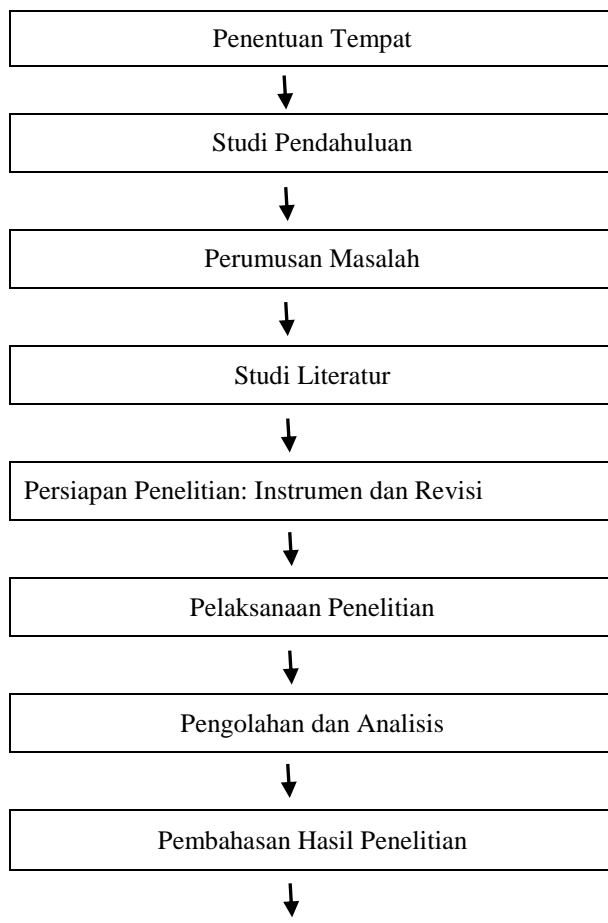 Penentuan Tempat
Studi Pendahuluan
Perumusan Masalah
Studi Literatur
Persiapan Penelitian: Instrumen dan Revisi
Pelaksanaan Penelitian
Pengolahan dan Analisis
Pembahasan Hasil Penelitian